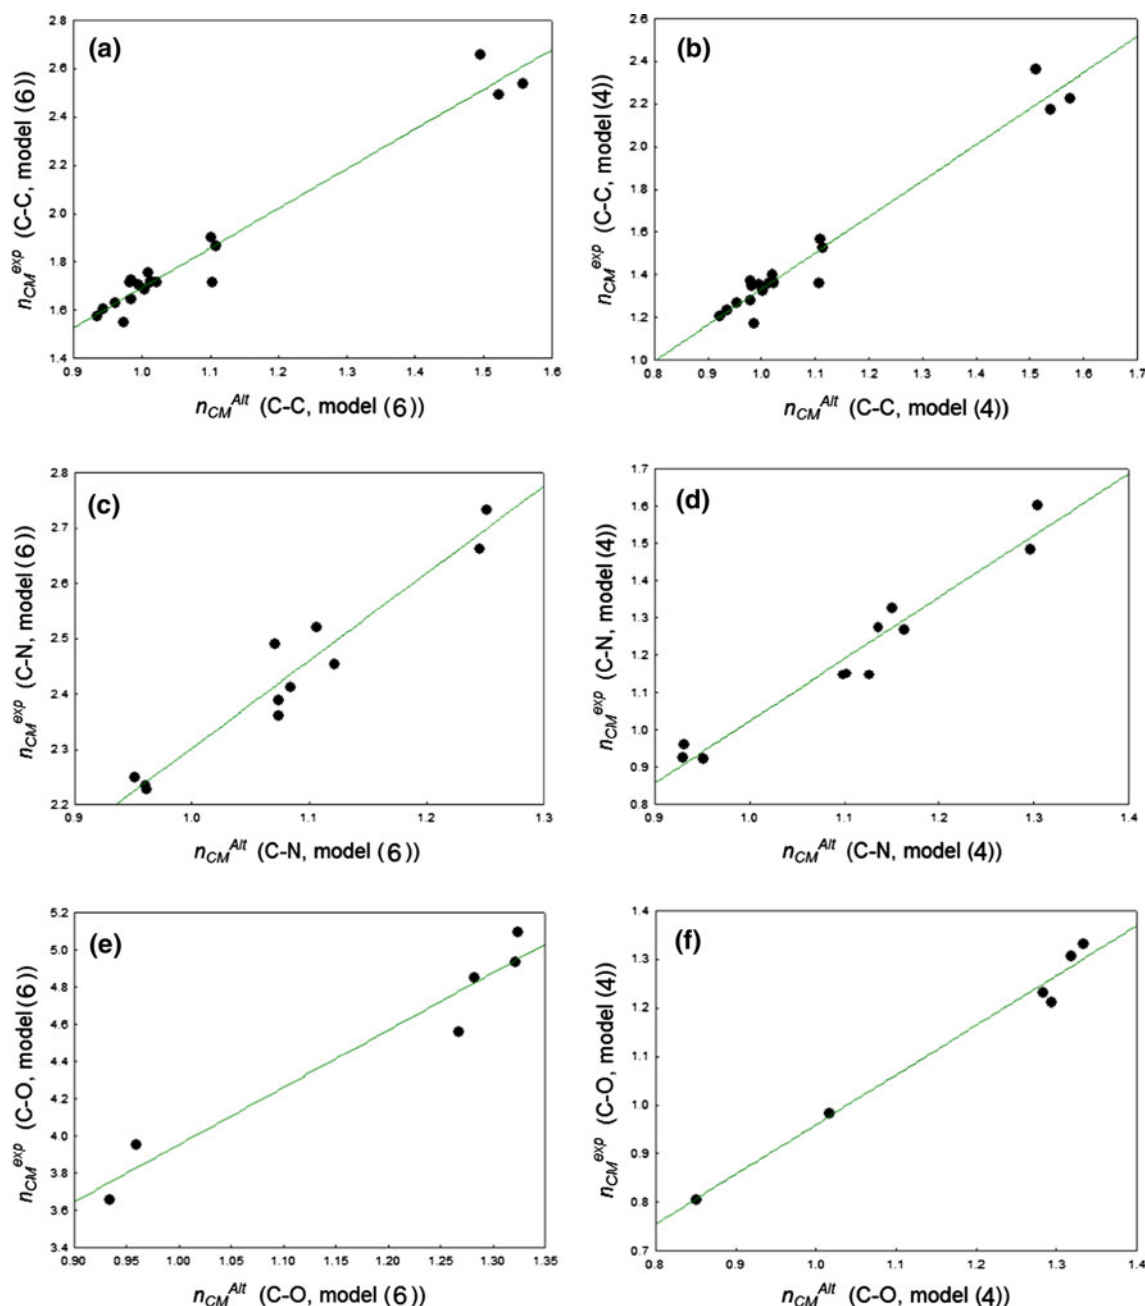 (a)
2.8
2.6
2.4
2.2
2.0
1.8
1.6
1.4
0.9 1.0 1.1 1.2 1.3 1.4 1.5 1.6
n_CM^exp (C-C, model (6))
n_CM^Alt (C-C, model (6))
(b)
2.6
2.4
2.2
2.0
1.8
1.6
1.4
1.2
1.0
0.8 0.9 1.0 1.1 1.2 1.3 1.4 1.5 1.6 1.7
n_CM^exp (C-C, model (4))
n_CM^Alt (C-C, model (4))
(c)
2.8
2.7
2.6
2.5
2.4
2.3
2.2
0.9 1.0 1.1 1.2 1.3
n_CM^exp (C-N, model (6))
n_CM^Alt (C-N, model (6))
(d)
1.7
1.6
1.5
1.4
1.3
1.2
1.1
1.0
0.9
0.8
0.9 1.0 1.1 1.2 1.3 1.4
n_CM^exp (C-N, model (4))
n_CM^Alt (C-N, model (4))
(e)
5.2
5.0
4.8
4.6
4.4
4.2
4.0
3.8
3.6
3.4
0.90 0.95 1.00 1.05 1.10 1.15 1.20 1.25 1.30 1.35
n_CM^exp (C-O, model (6))
n_CM^Alt (C-O, model (6))
(f)
1.4
1.3
1.2
1.1
1.0
0.9
0.8
0.7
0.8 0.9 1.0 1.1 1.2 1.3 1.4
n_CM^exp (C-O, model (4))
n_CM^Alt (C-O, model (4))